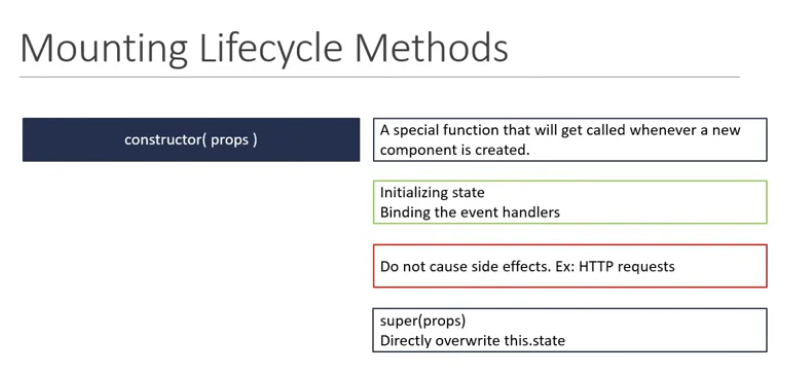 Mounting Lifecycle Methods
constructor( props )
A special function that will get called whenever a new
component is created.
Initializing state
Binding the event handlers
Do not cause side effects. Ex: HTTP requests
super(props)
Directly overwrite this.state